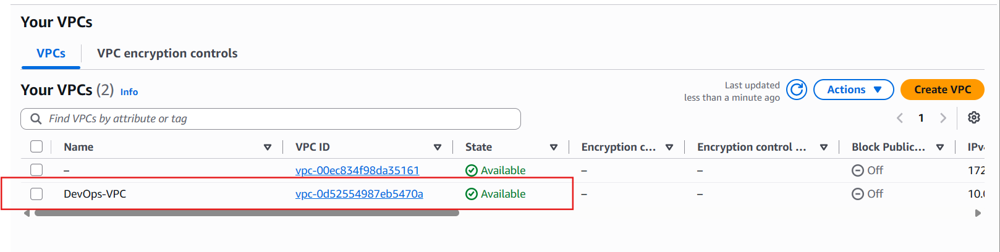 Your VPCs
VPCs VPC encryption controls
Your VPCs (2) Info
Last updated
less than a minute ago
Actions
Create VPC
Find VPCs by attribute or tag
1
Name VPC ID State Encryption c... Encryption control ... Block Public... IPv4
– vpc-00ec834f98da35161 Available – – Off 172
DevOps-VPC vpc-0d52554987eb5470a Available – – Off 10.0